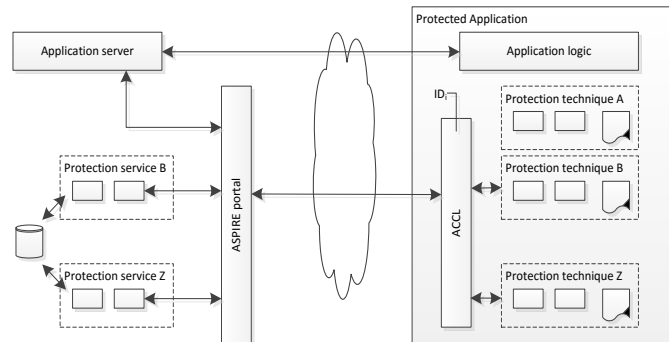 Protected Application
Application server
Application logic
ID_i
Protection technique A
Protection service B
Protection technique B
ASPIRE portal
ACCL
Protection service Z
Protection technique Z